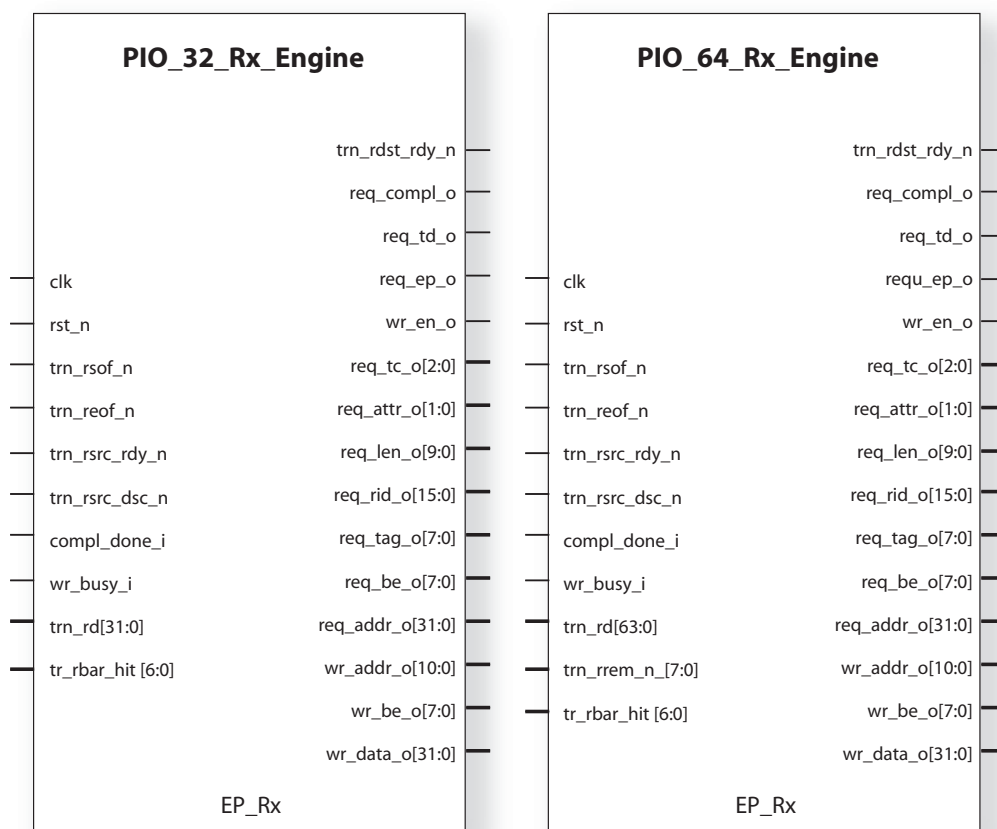 PIO_32_Rx_Engine
trn_rdst_rdy_n
req_compl_o
req_td_o
clk
req_ep_o
rst_n
wr_en_o
trn_rsof_n
req_tc_o[2:0]
trn_reof_n
req_attr_o[1:0]
trn_rsrc_rdy_n
req_len_o[9:0]
trn_rsrc_dsc_n
req_rid_o[15:0]
compl_done_i
req_tag_o[7:0]
wr_busy_i
req_be_o[7:0]
trn_rd[31:0]
req_addr_o[31:0]
tr_rbar_hit [6:0]
wr_addr_o[10:0]
wr_be_o[7:0]
wr_data_o[31:0]
EP_Rx
PIO_64_Rx_Engine
trn_rdst_rdy_n
req_compl_o
req_td_o
clk
requ_ep_o
rst_n
wr_en_o
trn_rsof_n
req_tc_o[2:0]
trn_reof_n
req_attr_o[1:0]
trn_rsrc_rdy_n
req_len_o[9:0]
trn_rsrc_dsc_n
req_rid_o[15:0]
compl_done_i
req_tag_o[7:0]
wr_busy_i
req_be_o[7:0]
trn_rd[63:0]
req_addr_o[31:0]
trn_rrem_n_[7:0]
wr_addr_o[10:0]
tr_rbar_hit [6:0]
wr_be_o[7:0]
wr_data_o[31:0]
EP_Rx